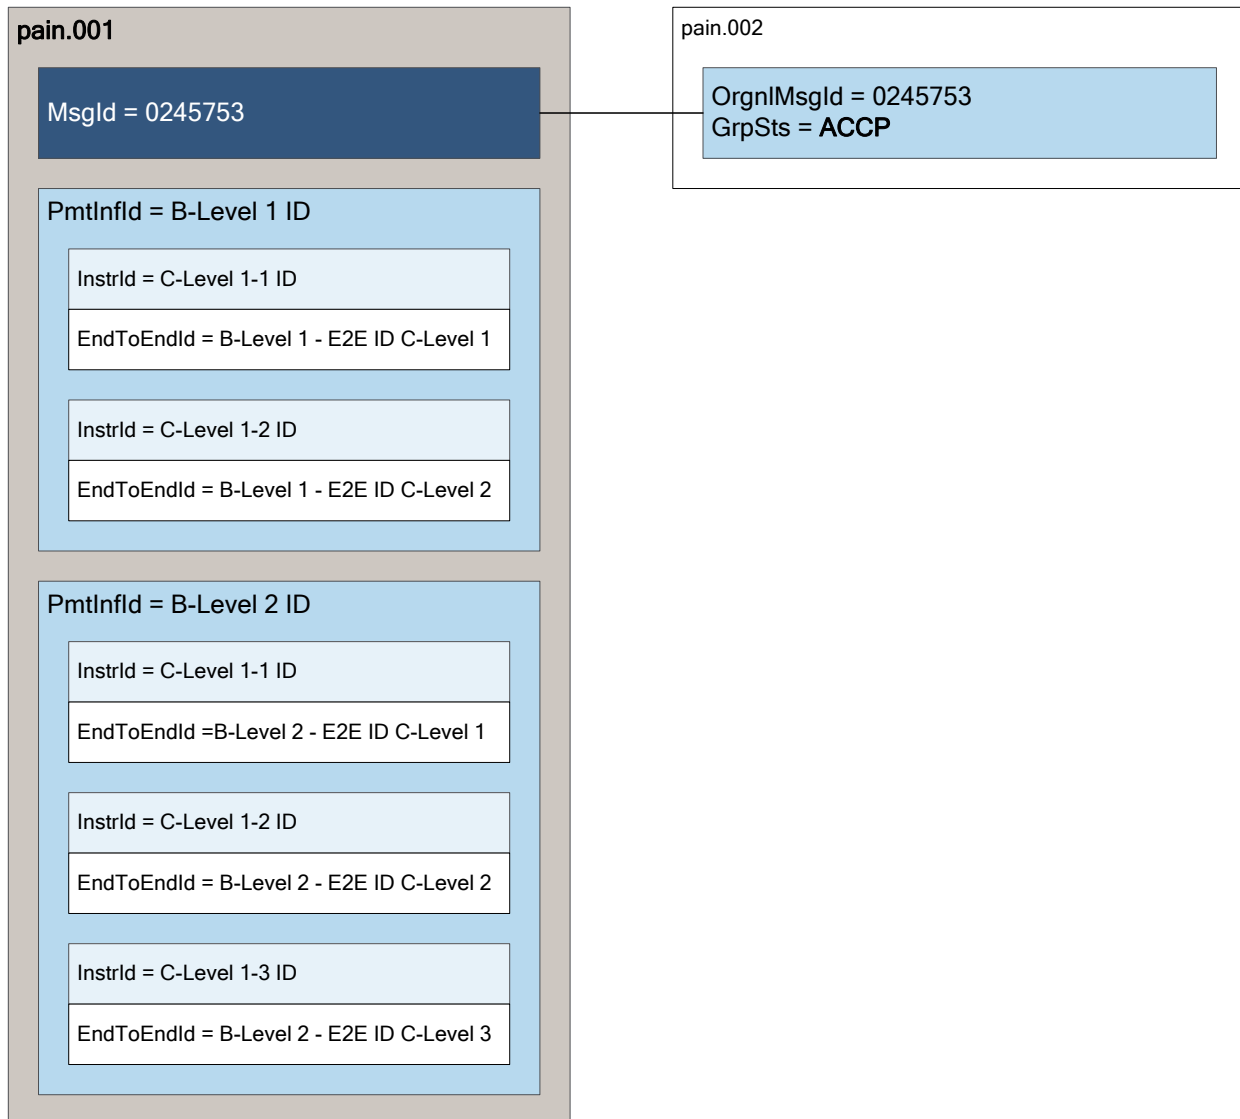 pain.001
MsgId = 0245753
PmtInfId = B-Level 1 ID
InstrId = C-Level 1-1 ID
EndToEndId = B-Level 1 - E2E ID C-Level 1
InstrId = C-Level 1-2 ID
EndToEndId = B-Level 1 - E2E ID C-Level 2
PmtInfId = B-Level 2 ID
InstrId = C-Level 1-1 ID
EndToEndId =B-Level 2 - E2E ID C-Level 1
InstrId = C-Level 1-2 ID
EndToEndId = B-Level 2 - E2E ID C-Level 2
InstrId = C-Level 1-3 ID
EndToEndId = B-Level 2 - E2E ID C-Level 3
pain.002
OrgnlMsgId = 0245753
GrpSts = ACCP